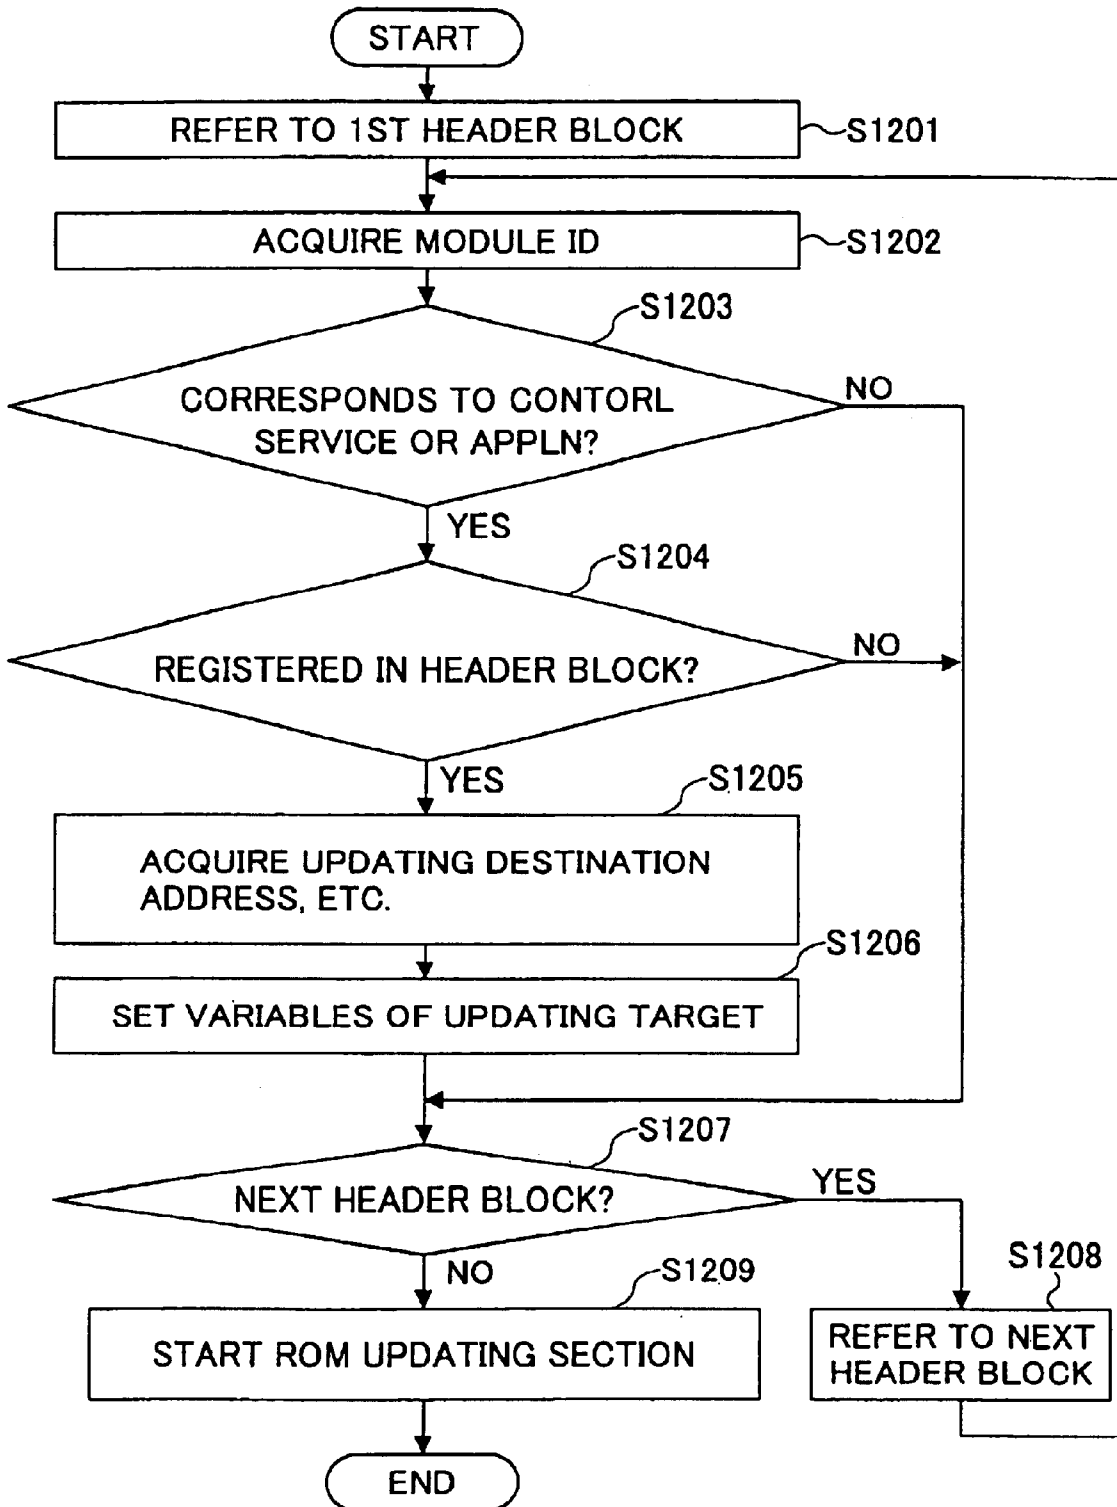 START
REFER TO 1ST HEADER BLOCK
S1201
ACQUIRE MODULE ID
S1202
S1203
CORRESPONDS TO CONTORL
SERVICE OR APPLN?
NO
YES
S1204
REGISTERED IN HEADER BLOCK?
NO
YES
S1205
ACQUIRE UPDATING DESTINATION
ADDRESS, ETC.
S1206
SET VARIABLES OF UPDATING TARGET
S1207
NEXT HEADER BLOCK?
YES
NO
S1208
REFER TO NEXT
HEADER BLOCK
S1209
START ROM UPDATING SECTION
END